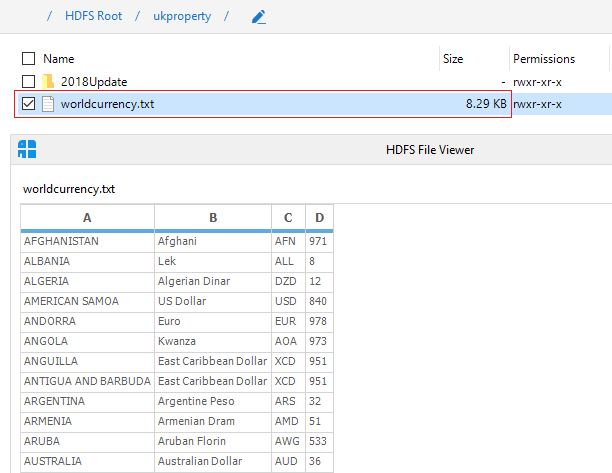 / HDFS Root / ukproperty /
Name Size Permissions
2018Update - rwxr-xr-x
worldcurrency.txt 8.29 KB rwxr-xr-x
HDFS File Viewer
worldcurrency.txt
A B C D
AFGHANISTAN Afghani AFN 971
ALBANIA Lek ALL 8
ALGERIA Algerian Dinar DZD 12
AMERICAN SAMOA US Dollar USD 840
ANDORRA Euro EUR 978
ANGOLA Kwanza AOA 973
ANGUILLA East Caribbean Dollar XCD 951
ANTIGUA AND BARBUDA East Caribbean Dollar XCD 951
ARGENTINA Argentine Peso ARS 32
ARMENIA Armenian Dram AMD 51
ARUBA Aruban Florin AWG 533
AUSTRALIA Australian Dollar AUD 36